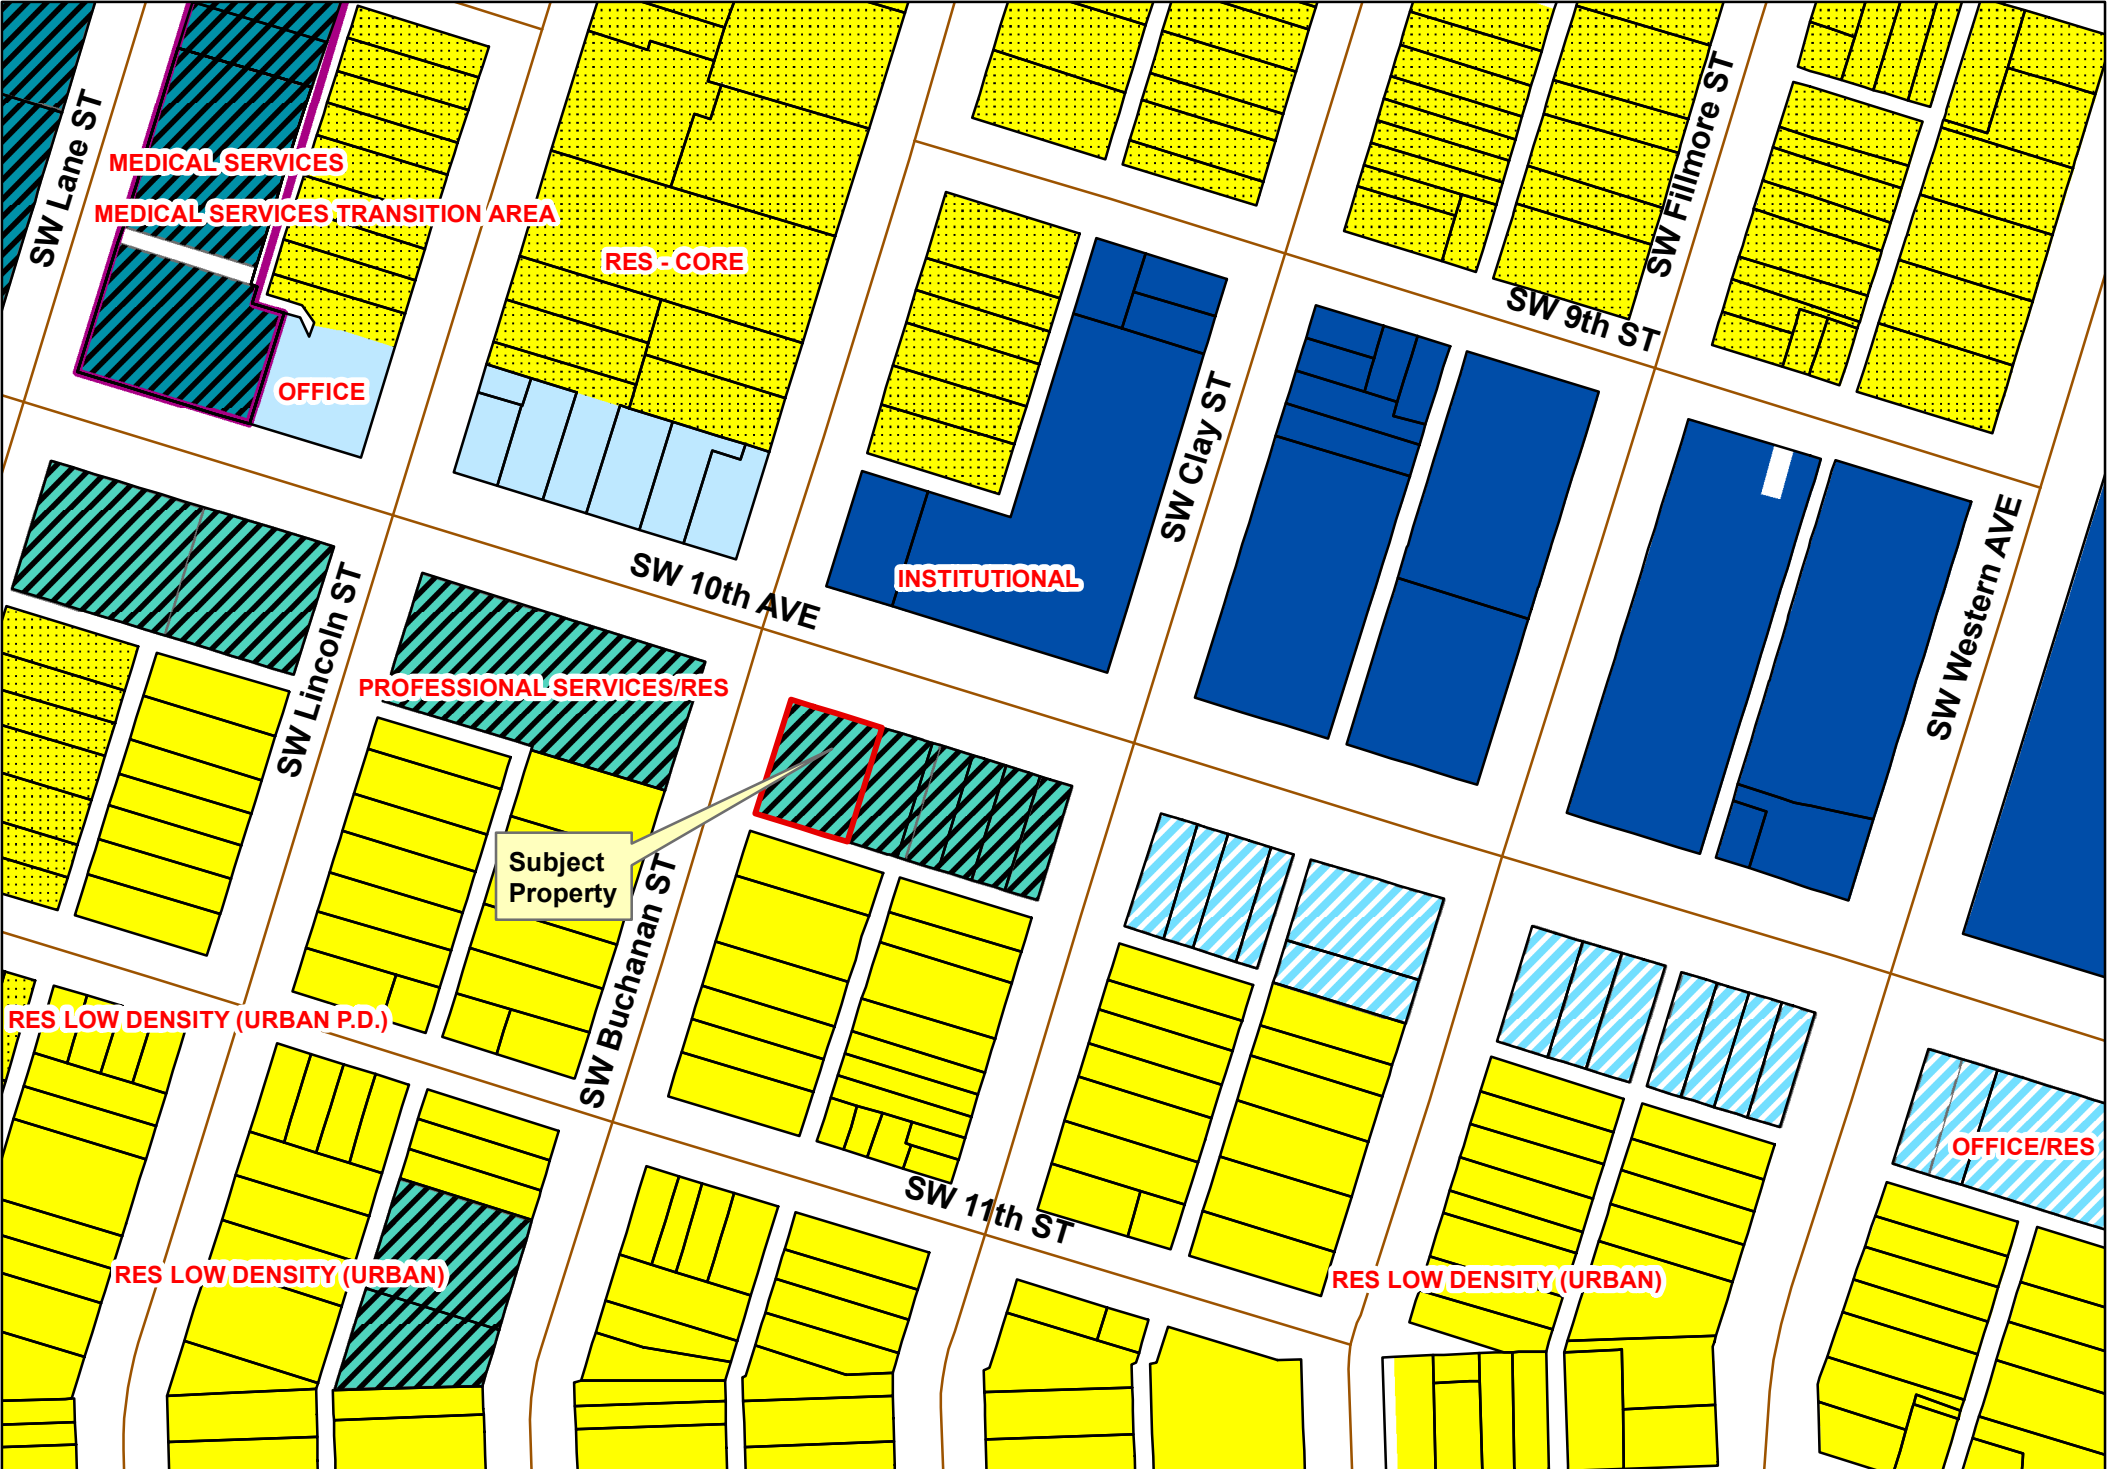 SW Lane ST
MEDICAL SERVICES
MEDICAL SERVICES TRANSITION AREA
RES - CORE
SW Fillmore ST
SW 9th ST
OFFICE
SW Clay ST
SW 10th AVE
INSTITUTIONAL
SW Western AVE
SW Lincoln ST
PROFESSIONAL SERVICES/RES
Subject
Property
SW Buchanan ST
RES LOW DENSITY (URBAN P.D.)
OFFICE/RES
SW 11th ST
RES LOW DENSITY (URBAN)
RES LOW DENSITY (URBAN)